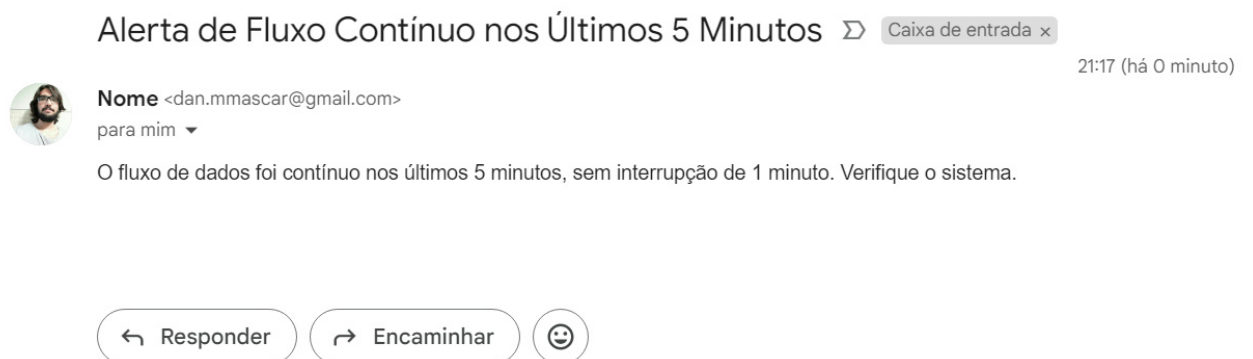 Alerta de Fluxo Contínuo nos Últimos 5 Minutos Caixa de entrada x
21:17 (há 0 minuto)
Nome <dan.mmascar@gmail.com>
para mim
O fluxo de dados foi contínuo nos últimos 5 minutos, sem interrupção de 1 minuto. Verifique o sistema.
Responder Encaminhar